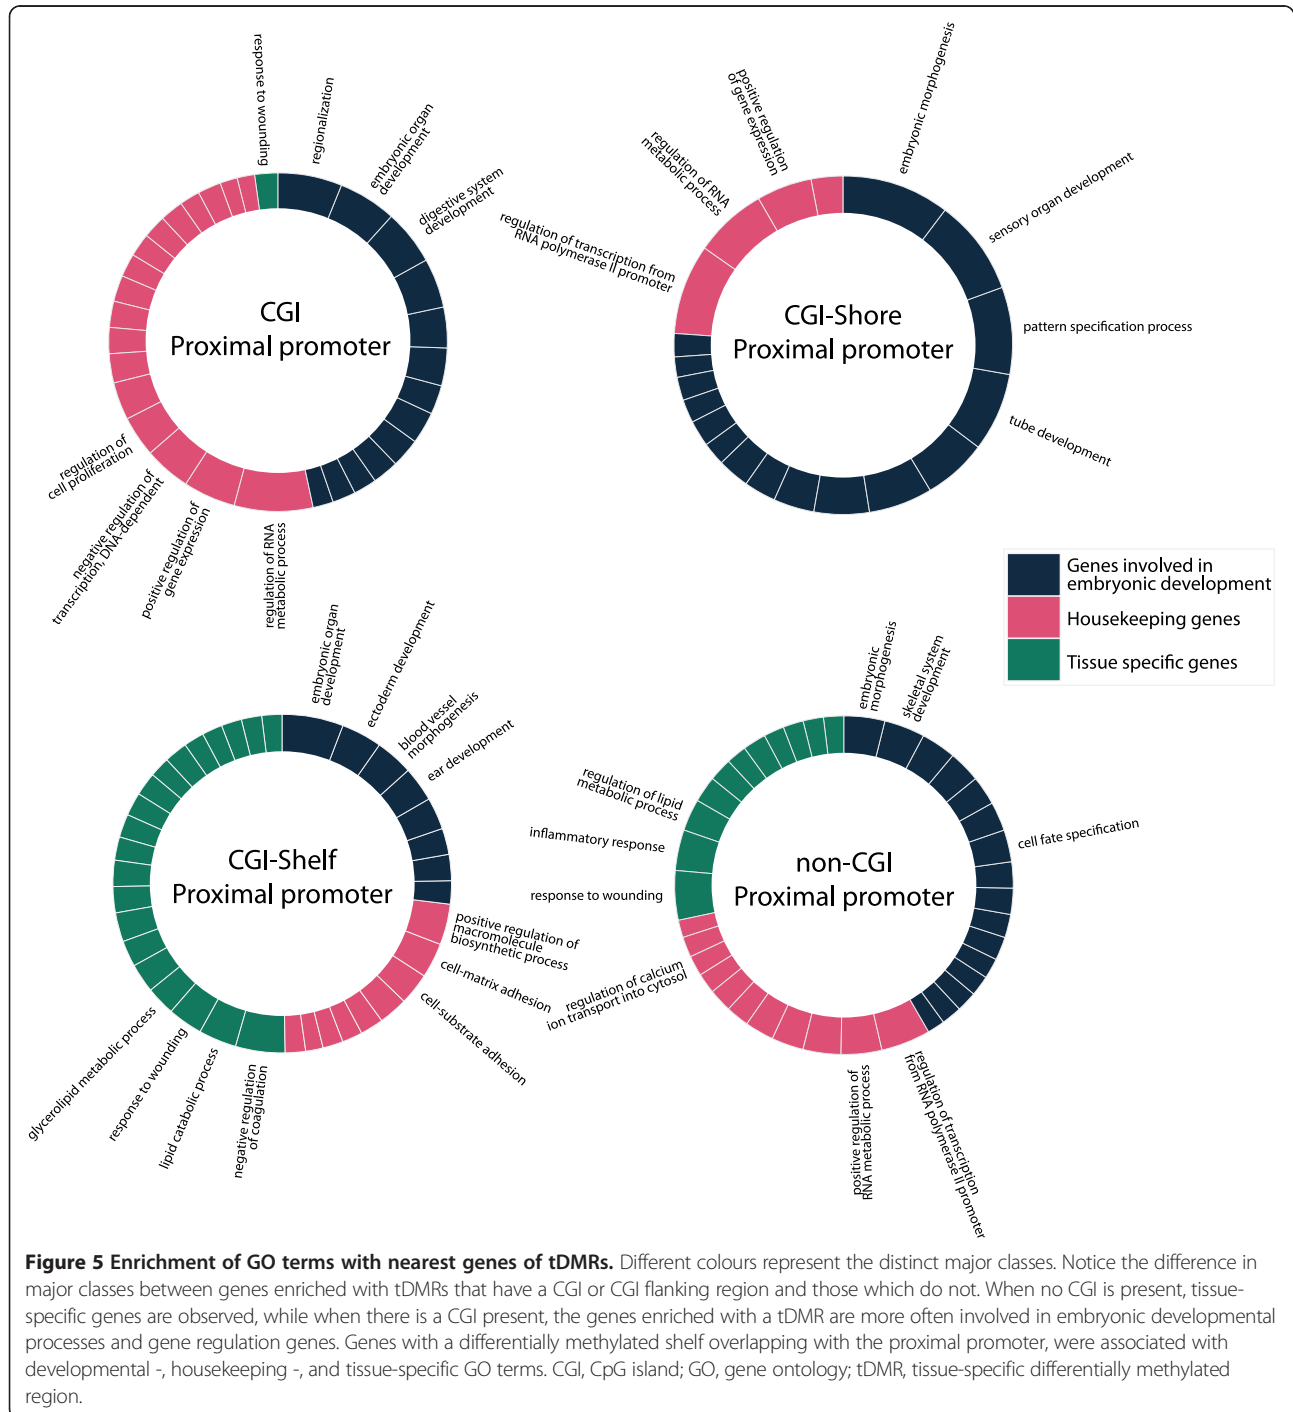 response to wounding
regionalization
embryonic organ
development
digestive system
development
CGI
Proximal promoter
regulation of
cell proliferation
negative regulation of
transcription, DNA-dependent
positive regulation of
gene expression
regulation of RNA
metabolic process
positive regulation
of gene expression
regulation of RNA
metabolic process
regulation of transcription from
RNA polymerase II promoter
embryonic morphogenesis
sensory organ development
pattern specification process
tube development
CGI-Shore
Proximal promoter
Genes involved in
embryonic development
Housekeeping genes
Tissue specific genes
embryonic organ
development
ectoderm development
blood vessel
morphogenesis
ear development
CGI-Shelf
Proximal promoter
positive regulation of
macromolecule
biosynthetic process
cell-matrix adhesion
cell-substrate adhesion
glycerolipid metabolic process
response to wounding
lipid catabolic process
negative regulation
of coagulation
embryonic
morphogenesis
skeletal system
development
cell fate specification
regulation of lipid
metabolic process
inflammatory response
response to wounding
non-CGI
Proximal promoter
regulation of calcium
ion transport into cytosol
positive regulation of
RNA metabolic process
regulation of transcription
from RNA polymerase II promoter
Figure 5 Enrichment of GO terms with nearest genes of tDMRs. Different colours represent the distinct major classes. Notice the difference in
major classes between genes enriched with tDMRs that have a CGI or CGI flanking region and those which do not. When no CGI is present, tissue-
specific genes are observed, while when there is a CGI present, the genes enriched with a tDMR are more often involved in embryonic developmental
processes and gene regulation genes. Genes with a differentially methylated shelf overlapping with the proximal promoter, were associated with
developmental -, housekeeping -, and tissue-specific GO terms. CGI, CpG island; GO, gene ontology; tDMR, tissue-specific differentially methylated
region.